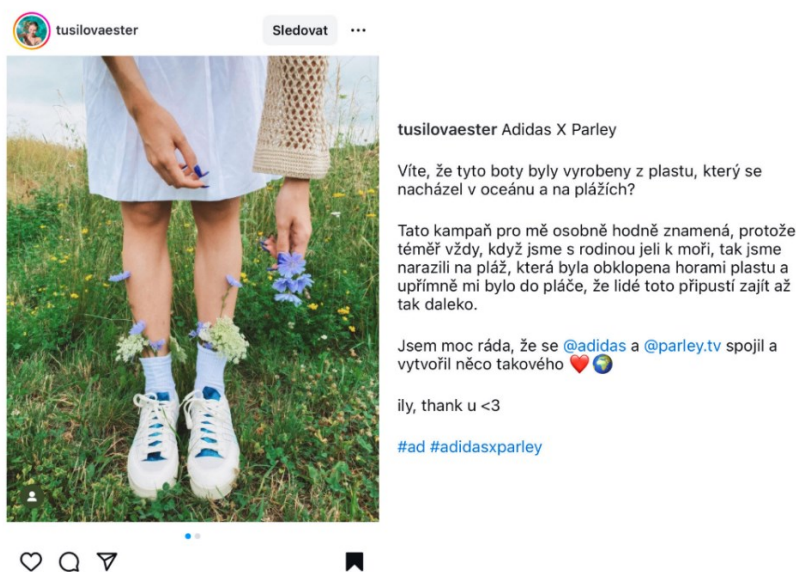 tusilovaester
Sledovat
tusilovaester Adidas X Parley
Víte, že tyto boty byly vyrobeny z plastu, který se
nacházel v oceánu a na plážích?
Tato kampaň pro mě osobně hodně znamená, protože
téměř vždy, když jsme s rodinou jeli k moři, tak jsme
narazili na pláž, která byla obklopena horami plastu a
upřímně mi bylo do pláče, že lidé toto připustí zajít až
tak daleko.
Jsem moc ráda, že se @adidas a @parley.tv spojil a
vytvořil něco takového ❤️🌍
ily, thank u <3
#ad #adidasxparley